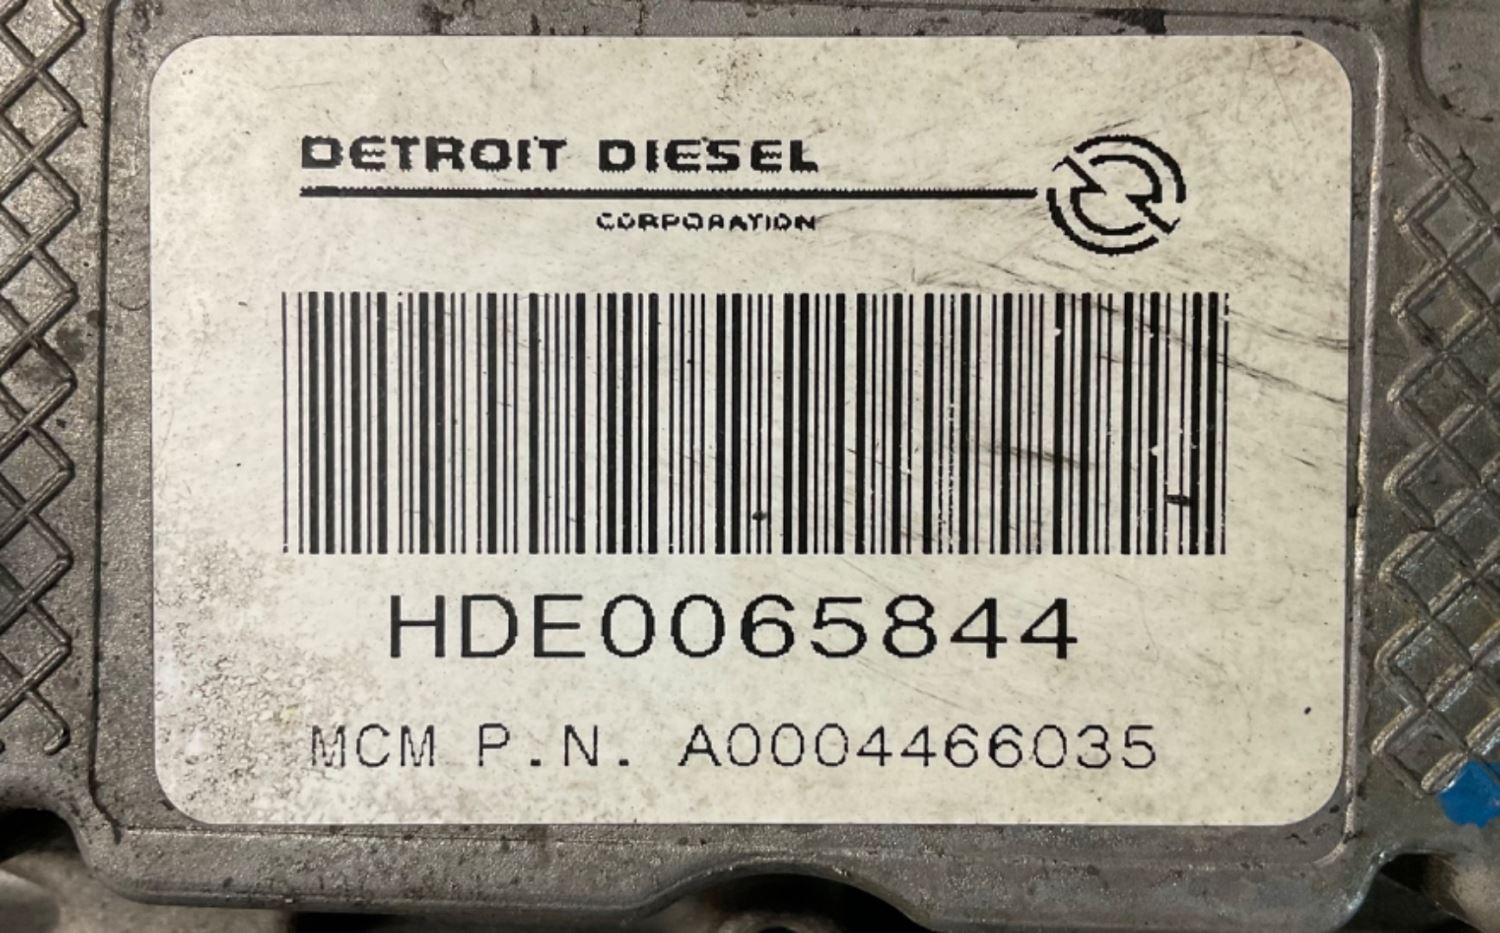 DETROIT DIESEL
CORPORATION
HDE0065844
MCM P.N. A0004466035